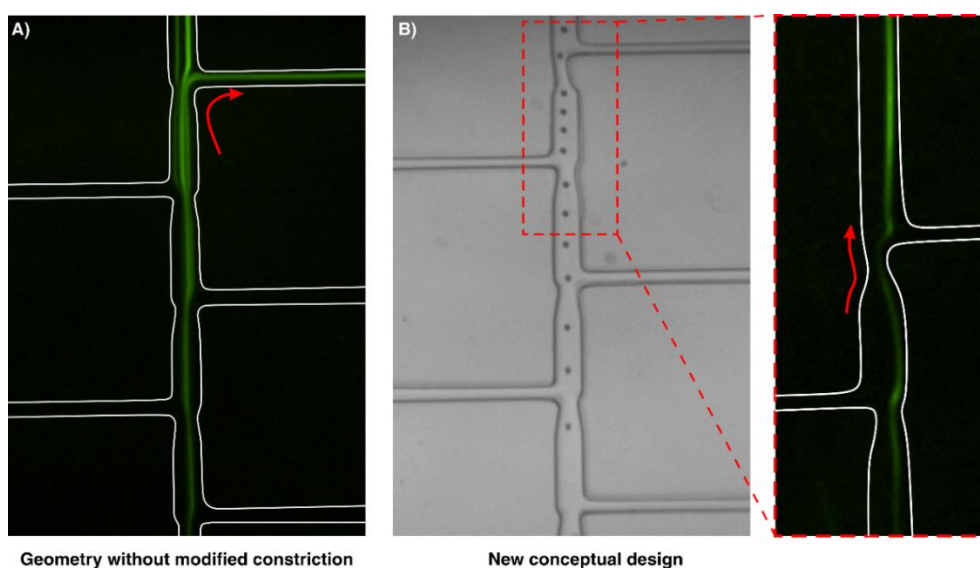 A)
B)
Geometry without modified constriction
New conceptual design